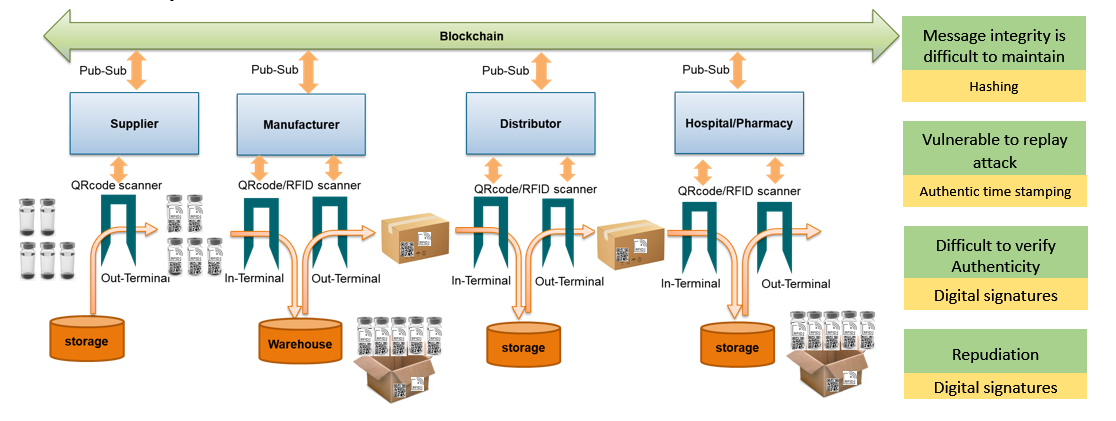 Blockchain
Pub-Sub
Pub-Sub
Pub-Sub
Pub-Sub
Supplier
Manufacturer
Distributor
Hospital/Pharmacy
QRcode scanner
QRcode/RFID scanner
QRcode/RFID scanner
QRcode/RFID scanner
Out-Terminal
In-Terminal
Out-Terminal
In-Terminal
Out-Terminal
In-Terminal
Out-Terminal
storage
Warehouse
storage
storage
Message integrity is
difficult to maintain
Hashing
Vulnerable to replay
attack
Authentic time stamping
Difficult to verify
Authenticity
Digital signatures
Repudiation
Digital signatures